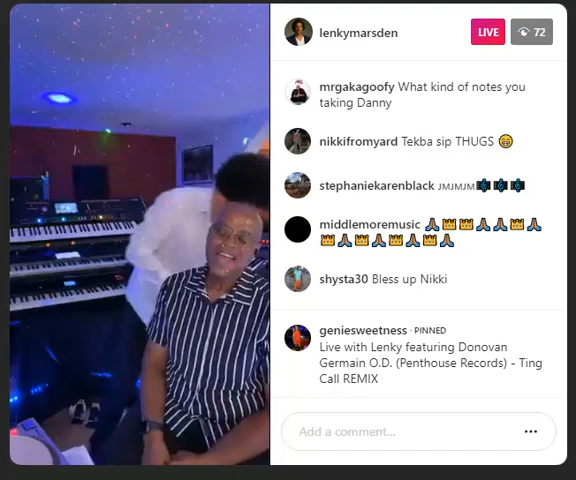 lenkymarsden
LIVE
72
mrgakagoofy What kind of notes you
taking Danny
nikkifromyard Tekba sip THUGS 😁
stephaniekarenblack JMJMJM
middlemoremusic 🙏🏽👑👑🙏🏽🙏🏽👑🙏🏽
👑🙏🏽👑🙏🏽👑🙏🏽👑🙏🏽
shysta30 Bless up Nikki
geniesweetness · PINNED
Live with Lenky featuring Donovan
Germain O.D. (Penthouse Records) - Ting
Call REMIX
Add a comment...